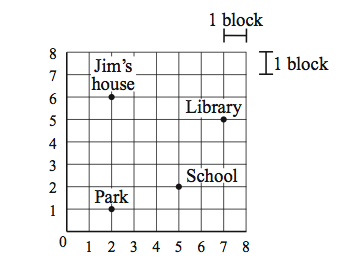 1 block
1 block
8
7
6
5
4
3
2
1
Jim's
house
Library
School
Park
0 1 2 3 4 5 6 7 8